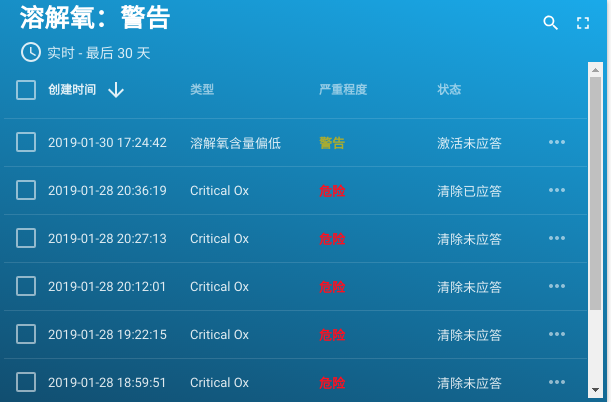 溶解氧：警告
实时 - 最后 30 天
创建时间 类型 严重程度 状态
2019-01-30 17:24:42 溶解氧含量偏低 警告 激活未应答
2019-01-28 20:36:19 Critical Ox 危险 清除已应答
2019-01-28 20:27:13 Critical Ox 危险 清除未应答
2019-01-28 20:12:01 Critical Ox 危险 清除未应答
2019-01-28 19:22:15 Critical Ox 危险 清除未应答
2019-01-28 18:59:51 Critical Ox 危险 清除未应答